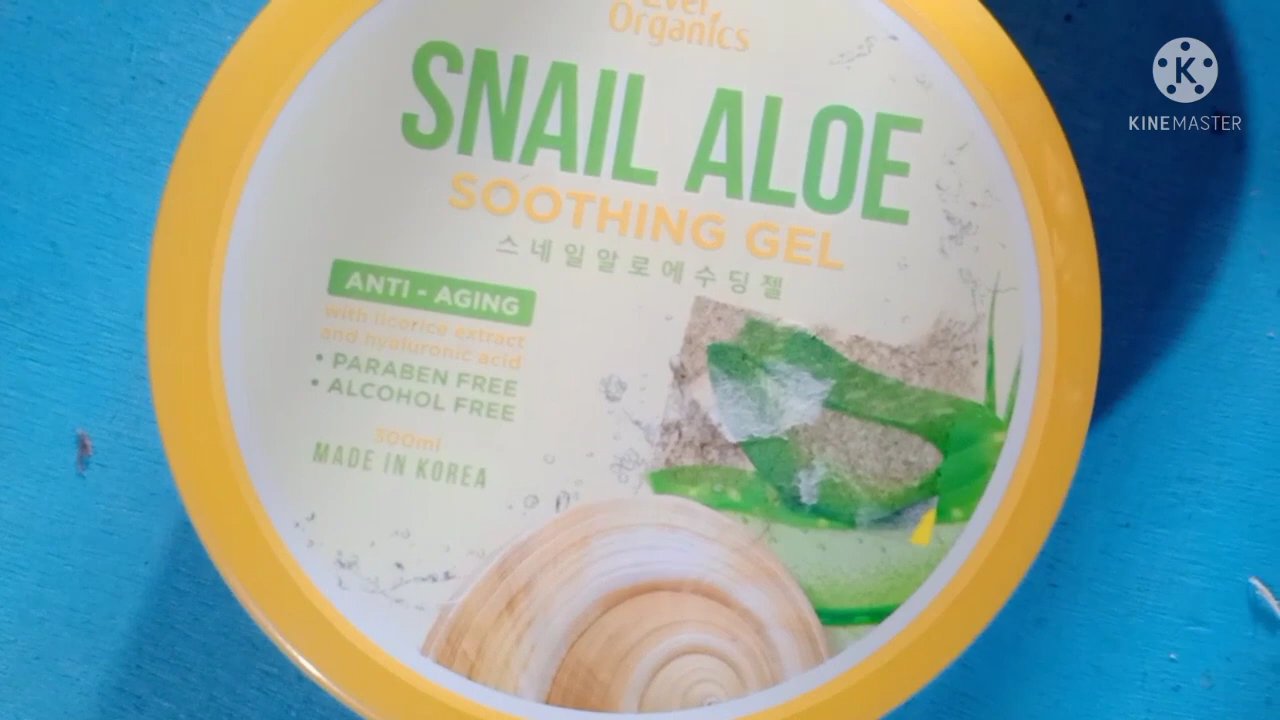 Ever
Organics
SNAIL ALOE
SOOTHING GEL
스네일알로에수딩젤
ANTI - AGING
with licorice extract
and hyaluronic acid
• PARABEN FREE
• ALCOHOL FREE
300ml
MADE IN KOREA
K
KINEMASTER